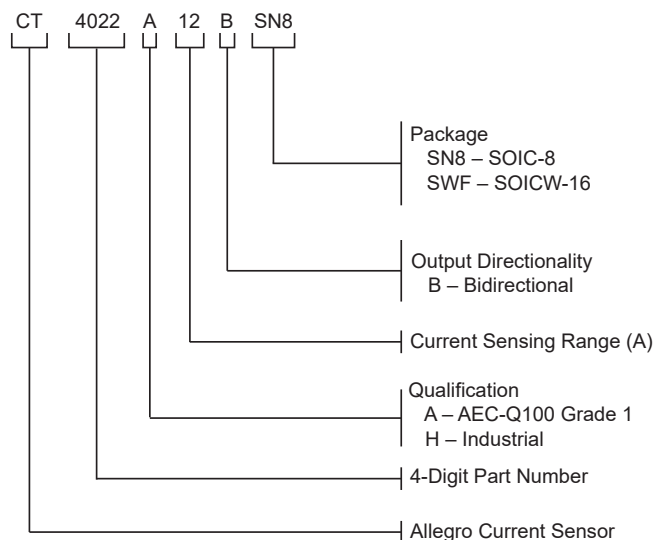 CT 4022 A 12 B SN8
Package
SN8 – SOIC-8
SWF – SOICW-16
Output Directionality
B – Bidirectional
Current Sensing Range (A)
Qualification
A – AEC-Q100 Grade 1
H – Industrial
4-Digit Part Number
Allegro Current Sensor